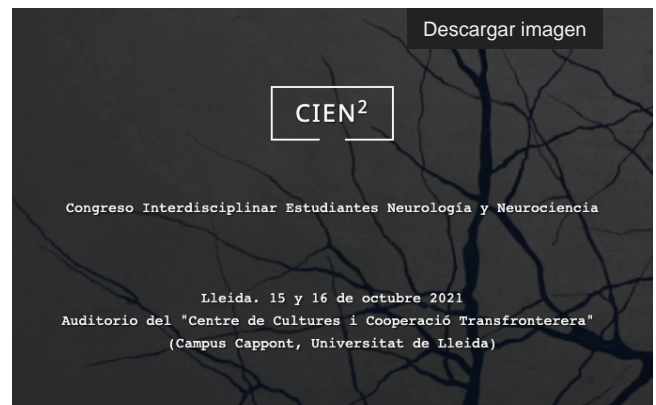 Descargar imagen
CIEN²
Congreso Interdisciplinar Estudiantes Neurología y Neurociencia
Lleida. 15 y 16 de octubre 2021
Auditorio del "Centre de Cultures i Cooperació Transfronterera"
(Campus Cappont, Universitat de Lleida)